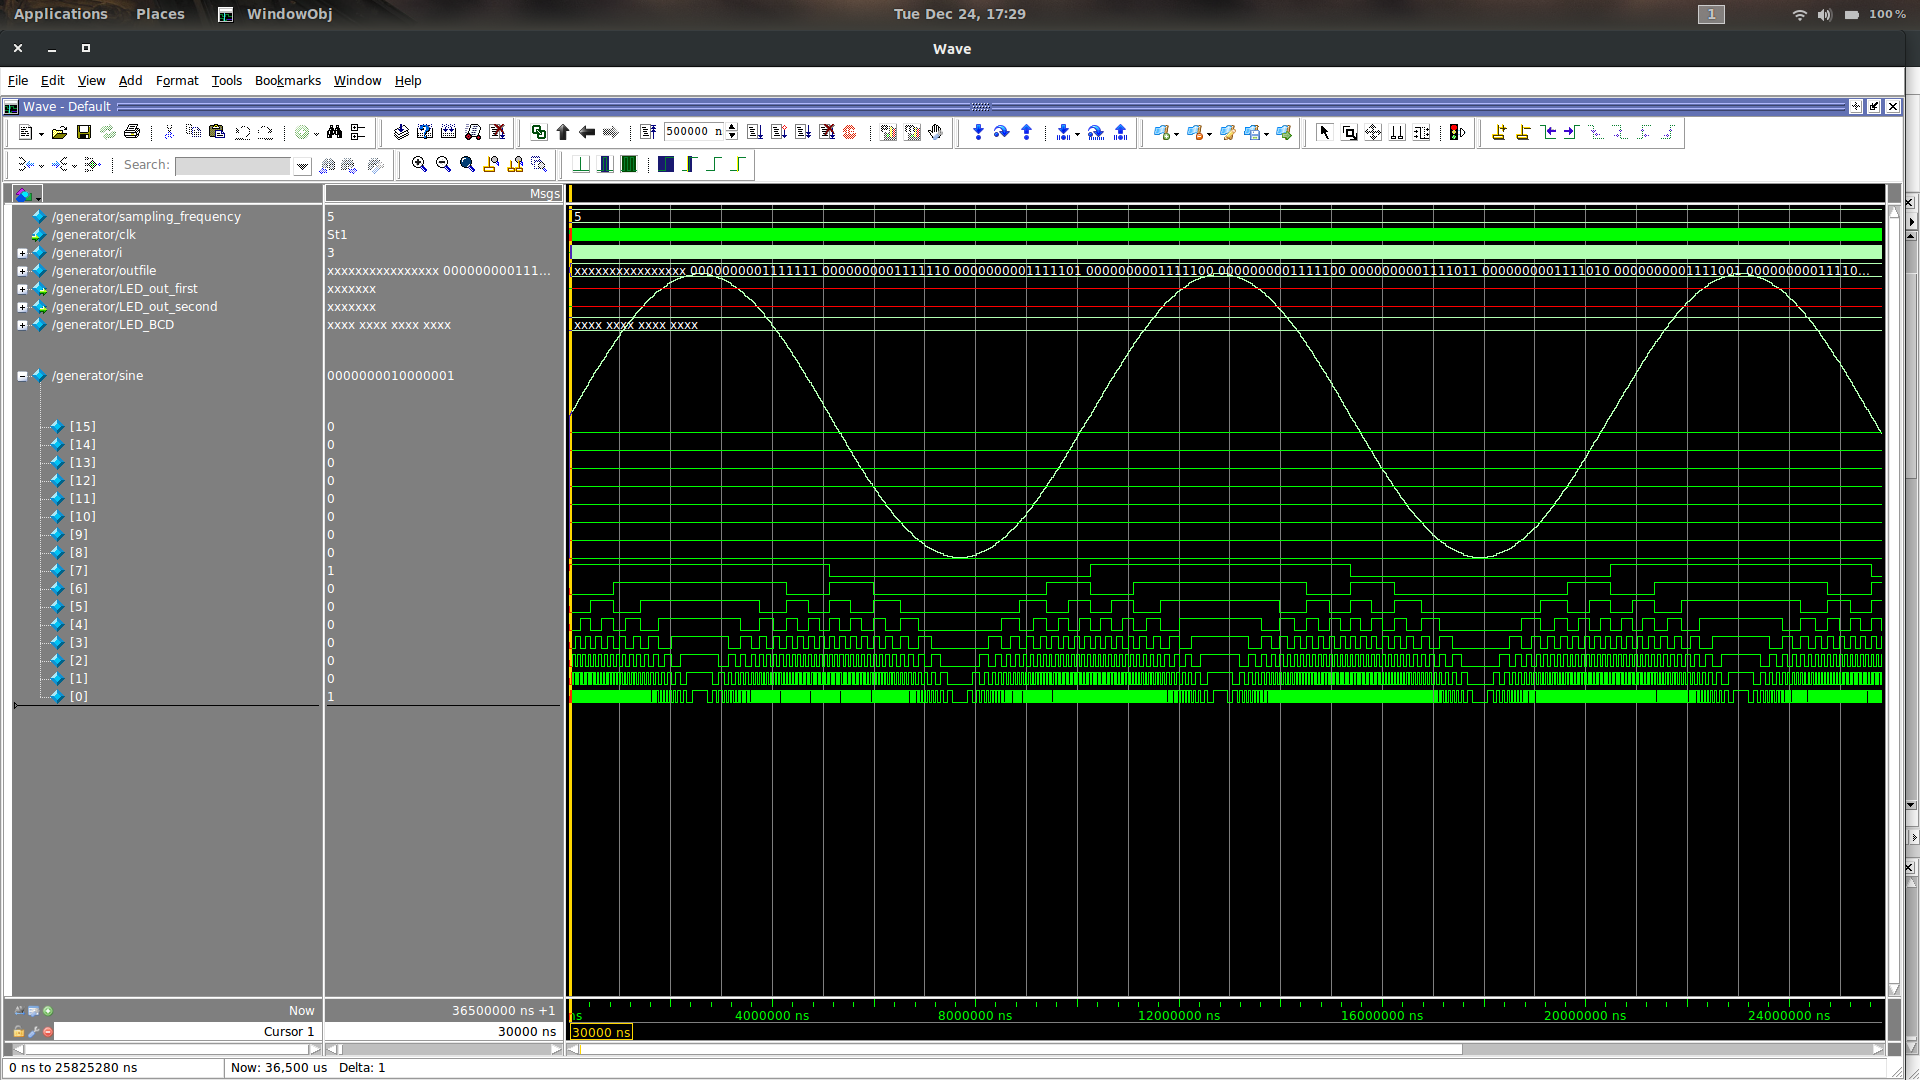 Applications Places WindowObj Tue Dec 24, 17:29 1 100%
Wave
File Edit View Add Format Tools Bookmarks Window Help
Wave - Default
500000 n
Search:
Msgs
/generator/sampling_frequency 5 5
/generator/clk St1
/generator/i 3
/generator/outfile xxxxxxxxxxxxxxxx 000000000111... xxxxxxxxxxxxxxxx 0000000001111111 0000000001111110 0000000001111101 0000000001111100 0000000001111100 0000000001111011 0000000001111010 0000000001111001 00000000011110...
/generator/LED_out_first xxxxxxx
/generator/LED_out_second xxxxxxx
/generator/LED_BCD xxxx xxxx xxxx xxxx xxxx xxxx xxxx xxxx
/generator/sine 0000000010000001
[15] 0
[14] 0
[13] 0
[12] 0
[11] 0
[10] 0
[9] 0
[8] 0
[7] 1
[6] 0
[5] 0
[4] 0
[3] 0
[2] 0
[1] 0
[0] 1
Now 36500000 ns +1 ns 4000000 ns 8000000 ns 12000000 ns 16000000 ns 20000000 ns 24000000 ns
Cursor 1 30000 ns 30000 ns
0 ns to 25825280 ns Now: 36,500 us Delta: 1